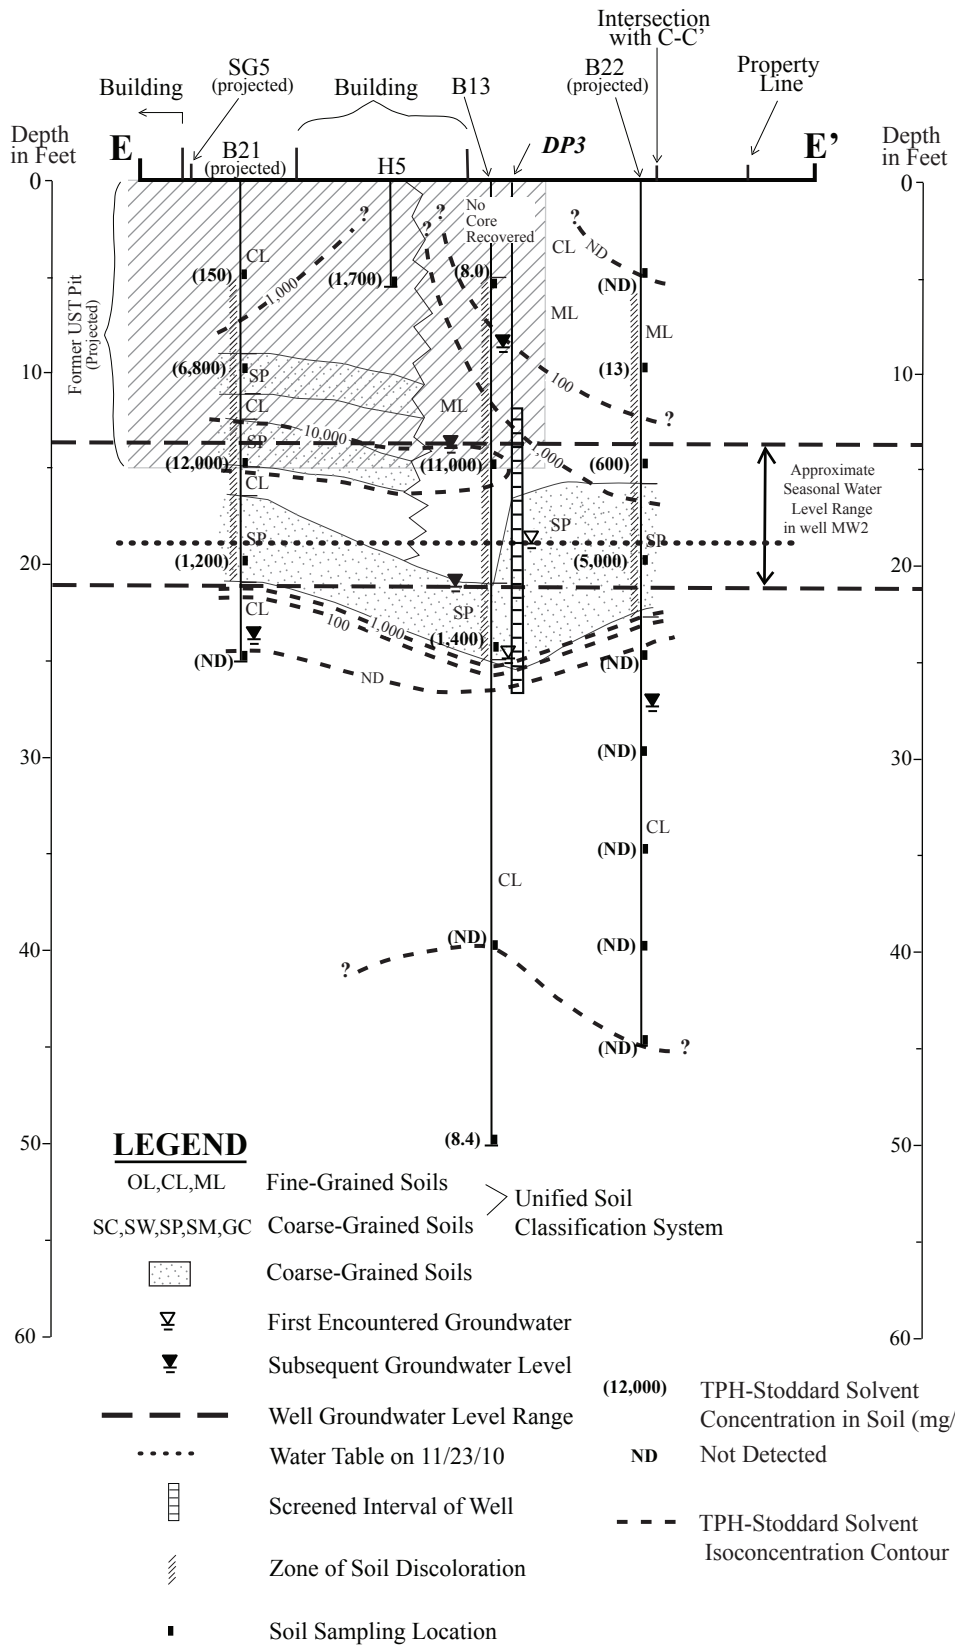 Intersection
with C-C’
SG5
(projected)
Building
Building
B13
B22
(projected)
Property
Line
Depth
in Feet
E
B21
(projected)
H5
DP3
E’
Depth
in Feet
0
0
No
Core
Recovered
?
?
?
?
CL
CL
ND
(150)
1,000
(1,700)
(8.0)
(ND)
ML
ML
Former UST Pit
(Projected)
(6,800)
SP
(13)
10
10
100
CL
ML
?
10,000
SP
1,000
(12,000)
(11,000)
(600)
CL
Approximate
Seasonal Water
Level Range
in well MW2
SP
SP
SP
(1,200)
(5,000)
20
20
CL
SP
100
1,000
(1,400)
(ND)
(ND)
ND
30
30
(ND)
CL
(ND)
CL
(ND)
(ND)
40
40
?
(ND)
?
50
50
(8.4)
LEGEND
OL,CL,ML
Fine-Grained Soils
Unified Soil
Classification System
SC,SW,SP,SM,GC
Coarse-Grained Soils
Coarse-Grained Soils
First Encountered Groundwater
60
60
Subsequent Groundwater Level
(12,000)
TPH-Stoddard Solvent
Concentration in Soil (mg/
Well Groundwater Level Range
Water Table on 11/23/10
ND
Not Detected
Screened Interval of Well
TPH-Stoddard Solvent
Isoconcentration Contour
Zone of Soil Discoloration
Soil Sampling Location